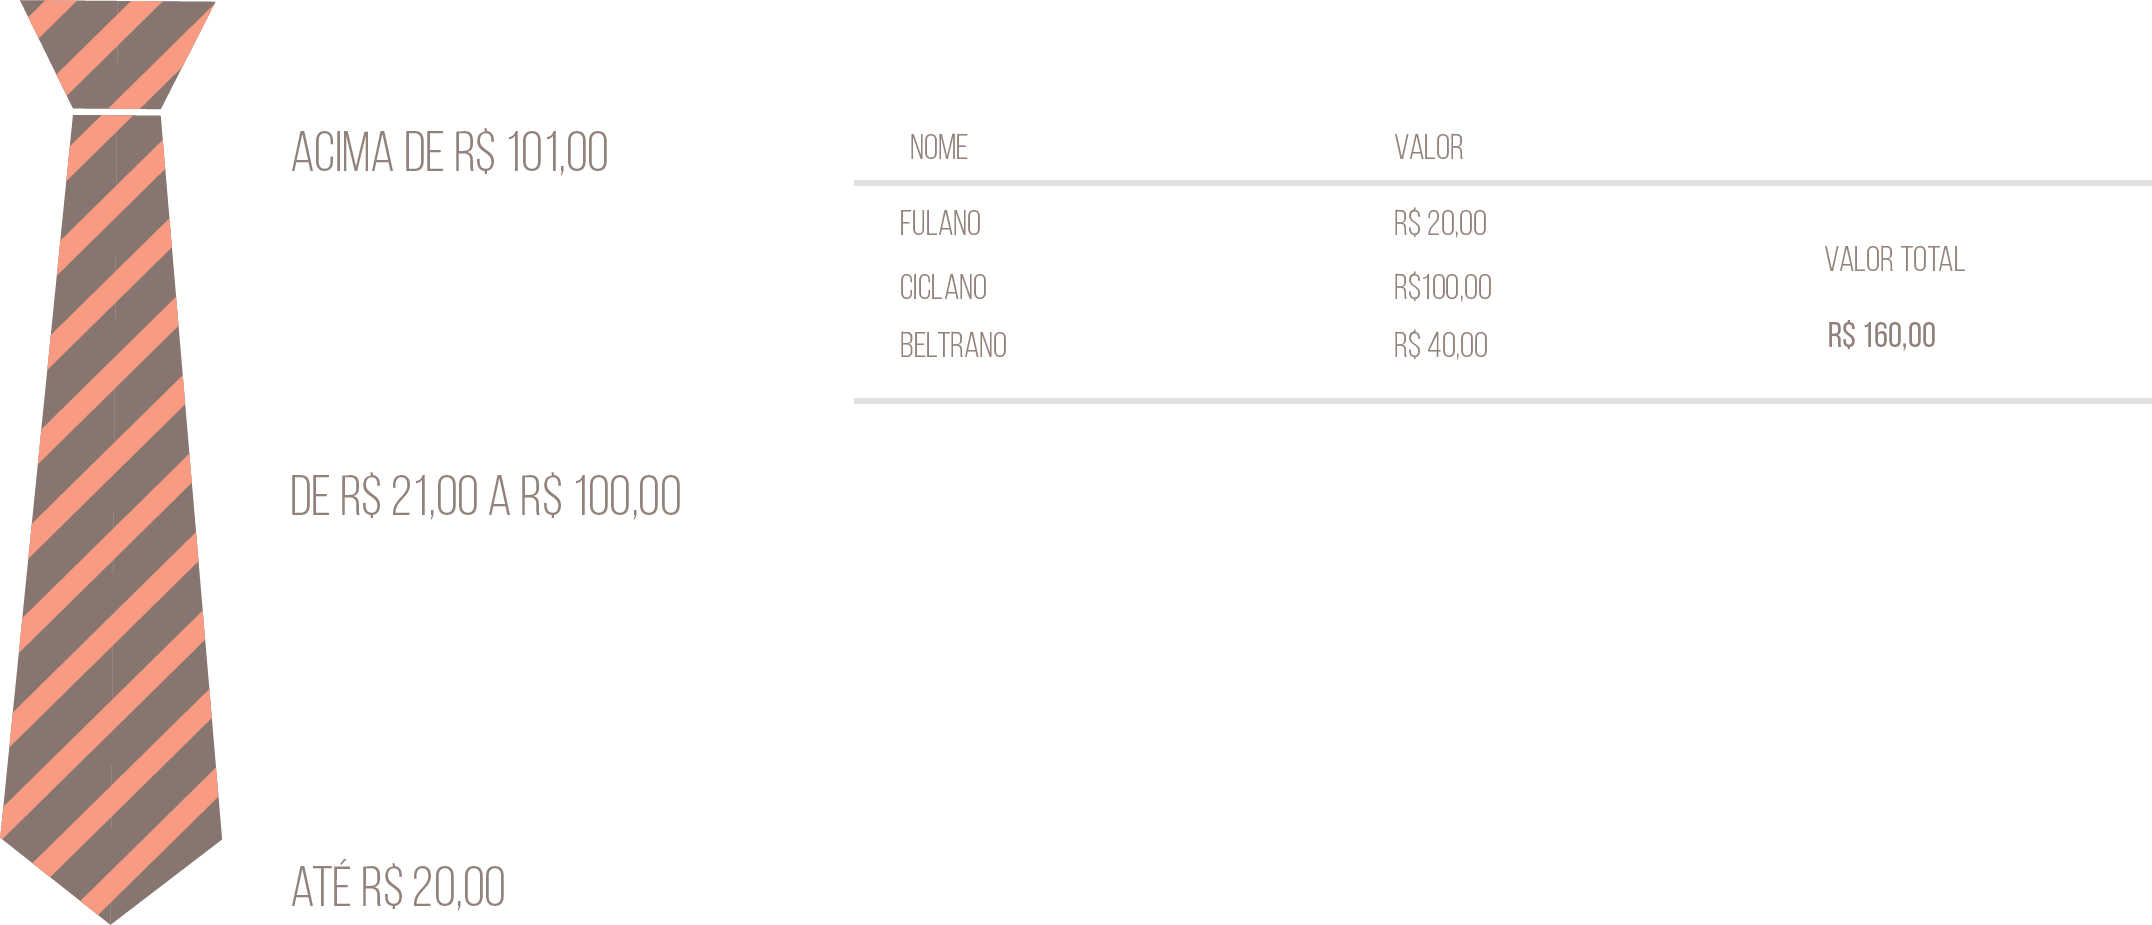 ACIMA DE R$ 101,00
NOME VALOR
FULANO R$ 20,00
CICLANO R$100,00
BELTRANO R$ 40,00
VALOR TOTAL
R$ 160,00
DE R$ 21,00 A R$ 100,00
ATÉ R$ 20,00